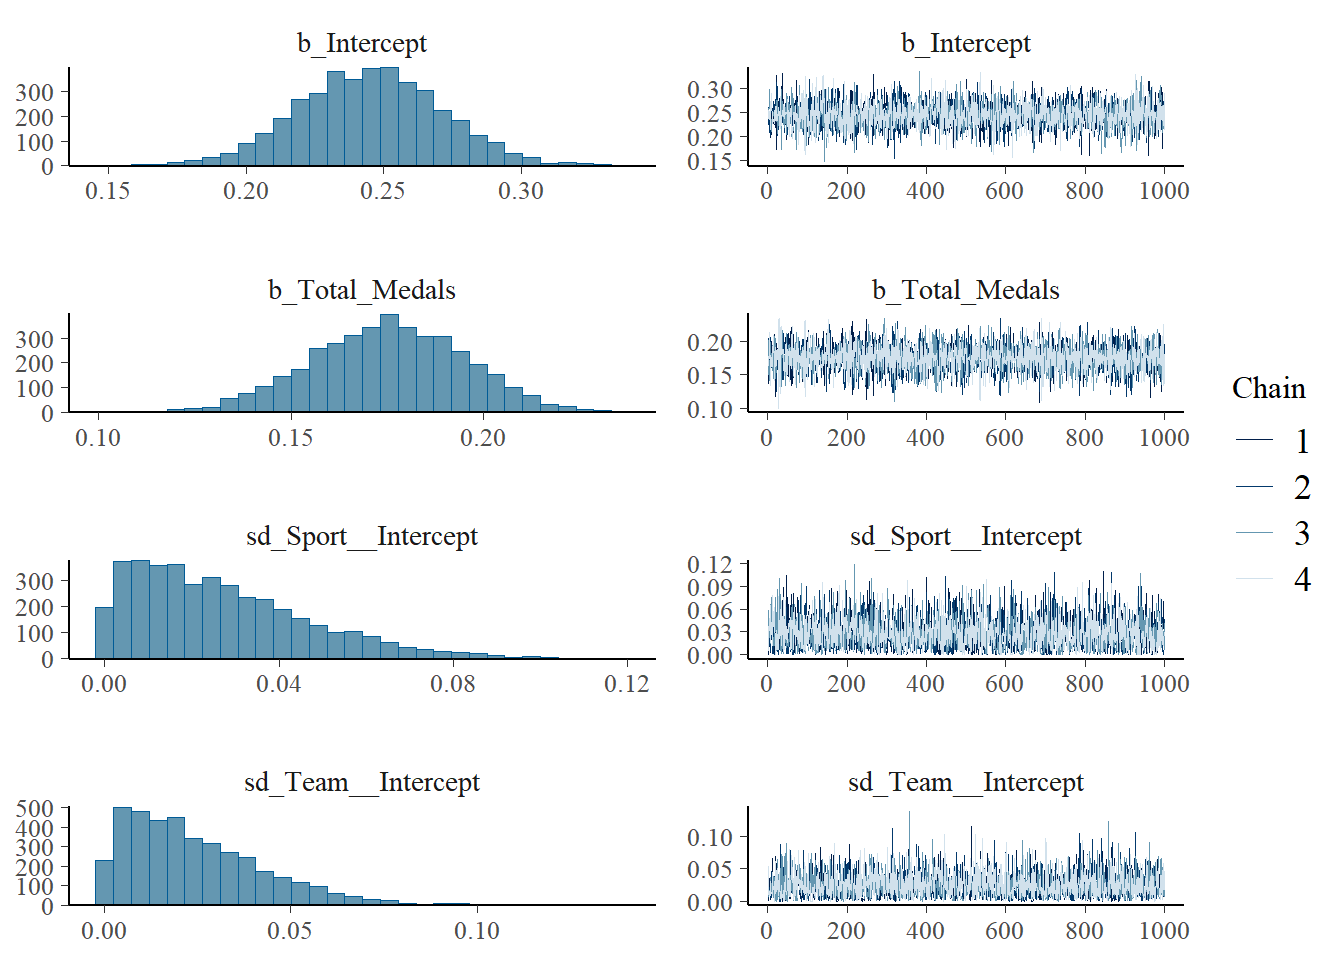 b_Intercept
300
200
100
0
0.15 0.20 0.25 0.30
b_Intercept
0.30
0.25
0.20
0.15
0 200 400 600 800 1000
b_Total_Medals
300
200
100
0
0.10 0.15 0.20
b_Total_Medals
0.20
0.15
0.10
0 200 400 600 800 1000
sd_Sport__Intercept
300
200
100
0
0.00 0.04 0.08 0.12
sd_Sport__Intercept
0.12
0.09
0.06
0.03
0.00
0 200 400 600 800 1000
sd_Team__Intercept
500
400
300
200
100
0
0.00 0.05 0.10
sd_Team__Intercept
0.10
0.05
0.00
0 200 400 600 800 1000
Chain
1
2
3
4